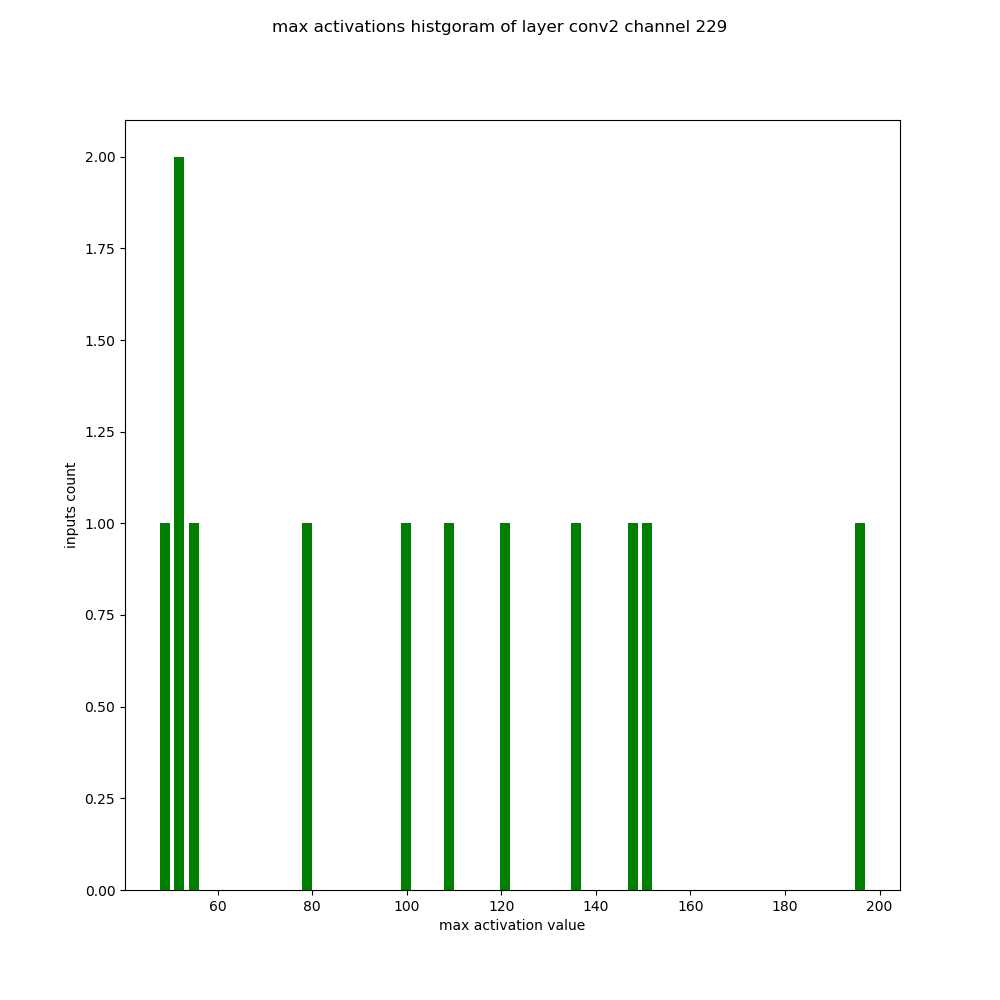 max activations histgoram of layer conv2 channel 229
2.00
1.75
1.50
1.25
1.00
0.75
0.50
0.25
0.00
inputs count
60 80 100 120 140 160 180 200
max activation value